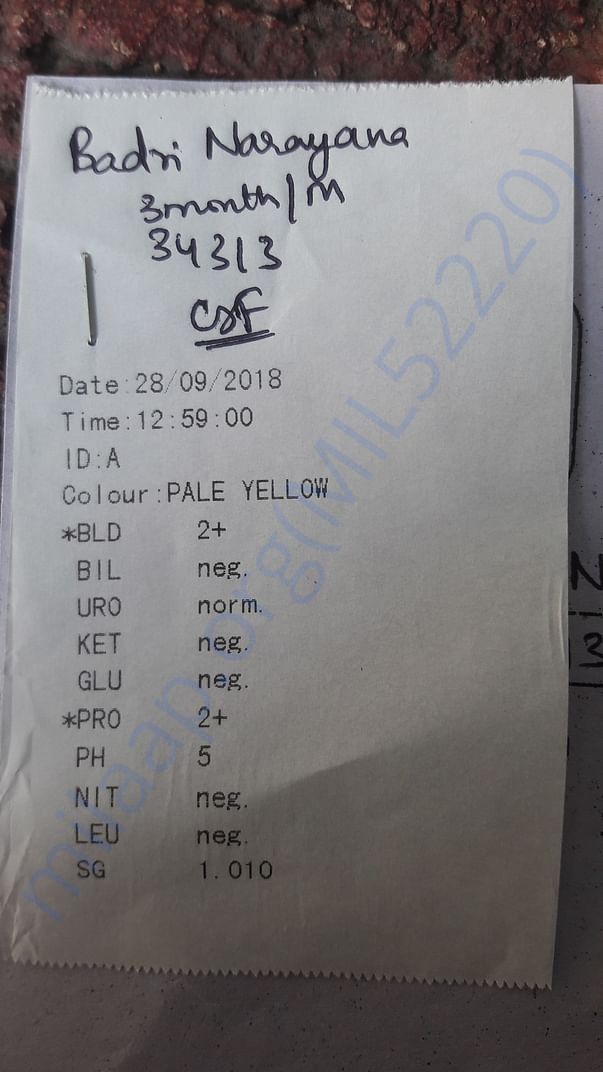 Badri Narayana
3month/M
34313
CSF
Date:28/09/2018
Time:12:59:00
ID:A
Colour:PALE YELLOW
*BLD 2+
BIL neg.
URO norm.
KET neg.
GLU neg.
*PRO 2+
PH 5
NIT neg.
LEU neg.
SG 1.010
milaap.org(MIL52220)
N
3